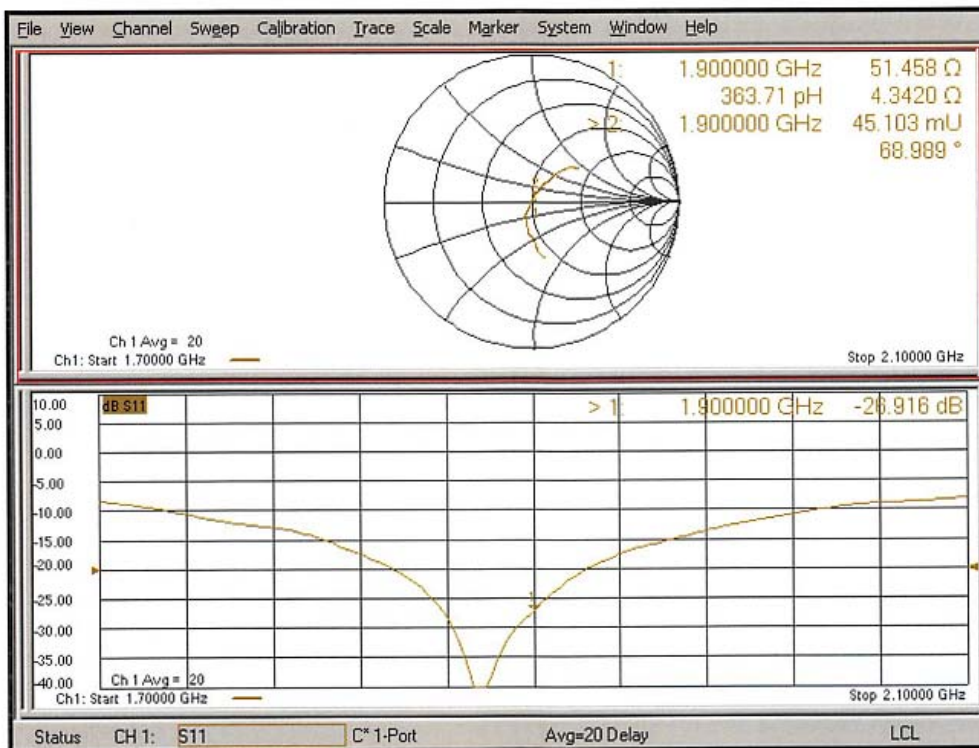 File View Channel Sweep Calibration Trace Scale Marker System Window Help
1: 1.900000 GHz 51.458 Ω
363.71 pH 4.3420 Ω
> 2: 1.900000 GHz 45.103 mU
68.989 °
Ch 1 Avg = 20
Ch1: Start 1.70000 GHz
Stop 2.10000 GHz
10.00
dB S11
> 1: 1.900000 GHz -26.916 dB
5.00
0.00
-5.00
-10.00
-15.00
-20.00
-25.00
1
-30.00
-35.00
-40.00
Ch 1 Avg = 20
Ch1: Start 1.70000 GHz
Stop 2.10000 GHz
Status CH 1: S11 C* 1-Port Avg=20 Delay LCL